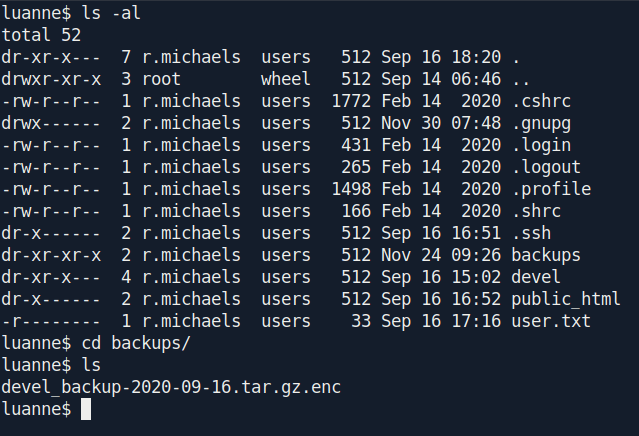 luanne$ ls -al
total 52
dr-xr-x---  7 r.michaels  users   512 Sep 16 18:20 .
drwxr-xr-x  3 root        wheel   512 Sep 14 06:46 ..
-rw-r--r--  1 r.michaels  users  1772 Feb 14  2020 .cshrc
drwx------  2 r.michaels  users   512 Nov 30 07:48 .gnupg
-rw-r--r--  1 r.michaels  users   431 Feb 14  2020 .login
-rw-r--r--  1 r.michaels  users   265 Feb 14  2020 .logout
-rw-r--r--  1 r.michaels  users  1498 Feb 14  2020 .profile
-rw-r--r--  1 r.michaels  users   166 Feb 14  2020 .shrc
dr-x------  2 r.michaels  users   512 Sep 16 16:51 .ssh
dr-xr-xr-x  2 r.michaels  users   512 Nov 24 09:26 backups
dr-xr-x---  4 r.michaels  users   512 Sep 16 15:02 devel
dr-x------  2 r.michaels  users   512 Sep 16 16:52 public_html
-r--------  1 r.michaels  users    33 Sep 16 17:16 user.txt
luanne$ cd backups/
luanne$ ls
devel_backup-2020-09-16.tar.gz.enc
luanne$